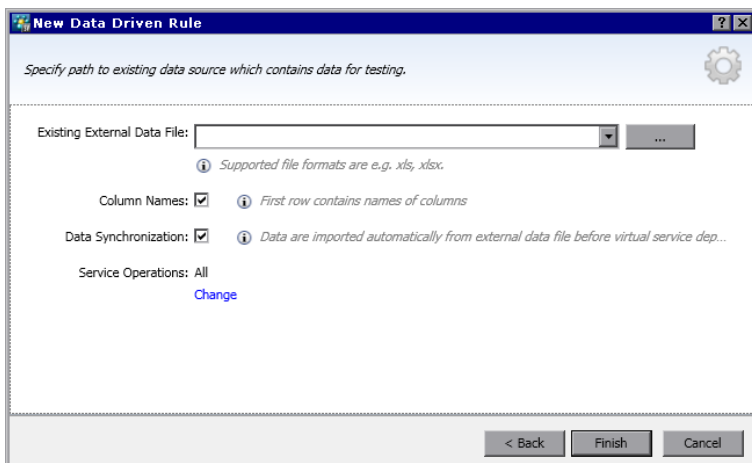 New Data Driven Rule
Specify path to existing data source which contains data for testing.
Existing External Data File:
...
Supported file formats are e.g. xls, xlsx.
Column Names:
First row contains names of columns
Data Synchronization:
Data are imported automatically from external data file before virtual service dep...
Service Operations: All
Change
< Back
Finish
Cancel